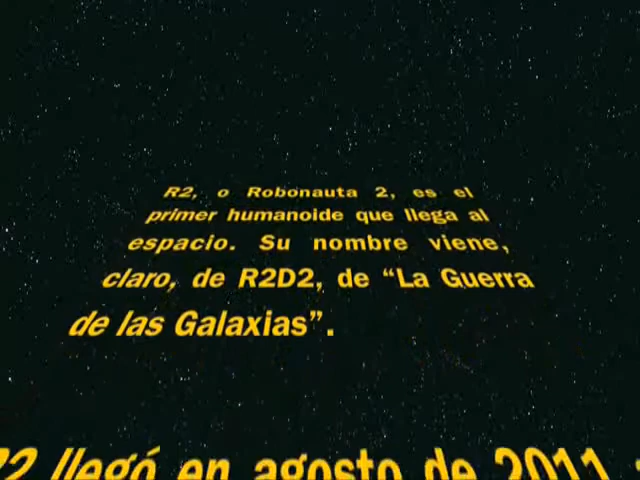 R2, o Robonauta 2, es el
primer humanoide que llega al
espacio. Su nombre viene,
claro, de R2D2, de “La Guerra
de las Galaxias”.
R2 llegó en agosto de 2011